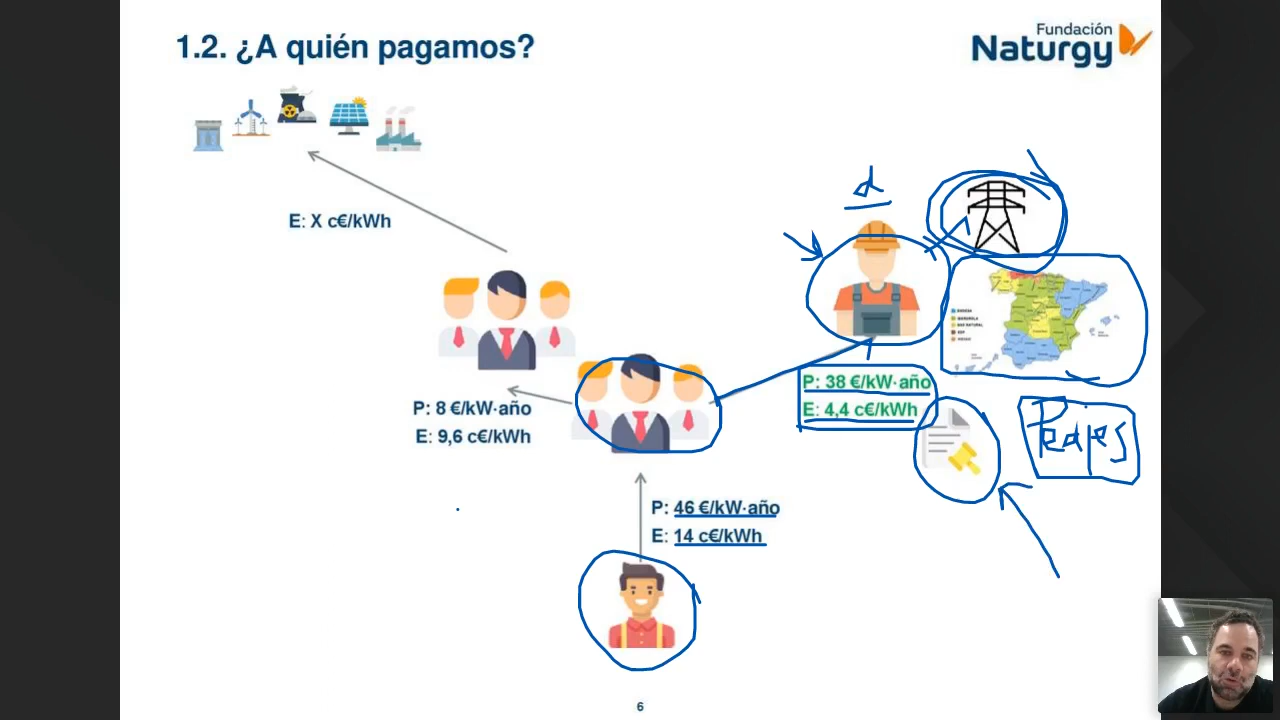 1.2. ¿A quién pagamos?
Fundación
Naturgy
d
E: X c€/kWh
P: 38 €/kW·año
E: 4,4 c€/kWh
P: 8 €/kW·año
E: 9,6 c€/kWh
Peajes
P: 46 €/kW·año
E: 14 c€/kWh
6